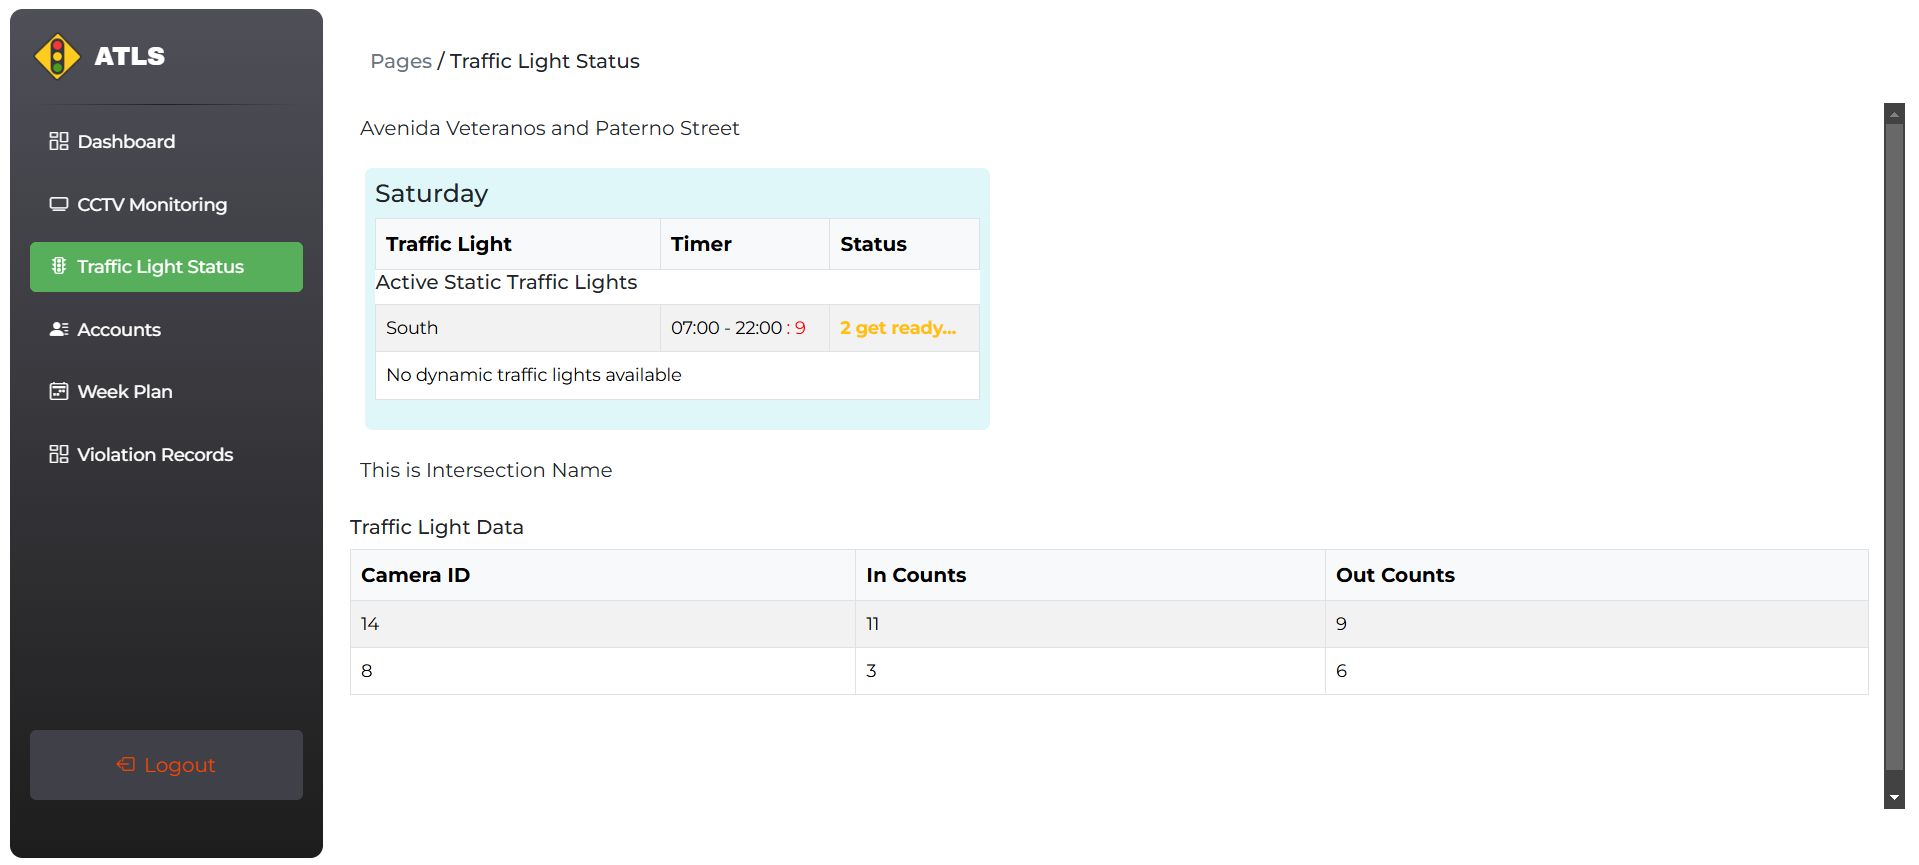 ATLS
Dashboard
CCTV Monitoring
Traffic Light Status
Accounts
Week Plan
Violation Records
Logout
Pages / Traffic Light Status
Avenida Veteranos and Paterno Street
Saturday
Traffic Light Timer Status
Active Static Traffic Lights
South 07:00 - 22:00 : 9 2 get ready...
No dynamic traffic lights available
This is Intersection Name
Traffic Light Data
Camera ID In Counts Out Counts
14 11 9
8 3 6